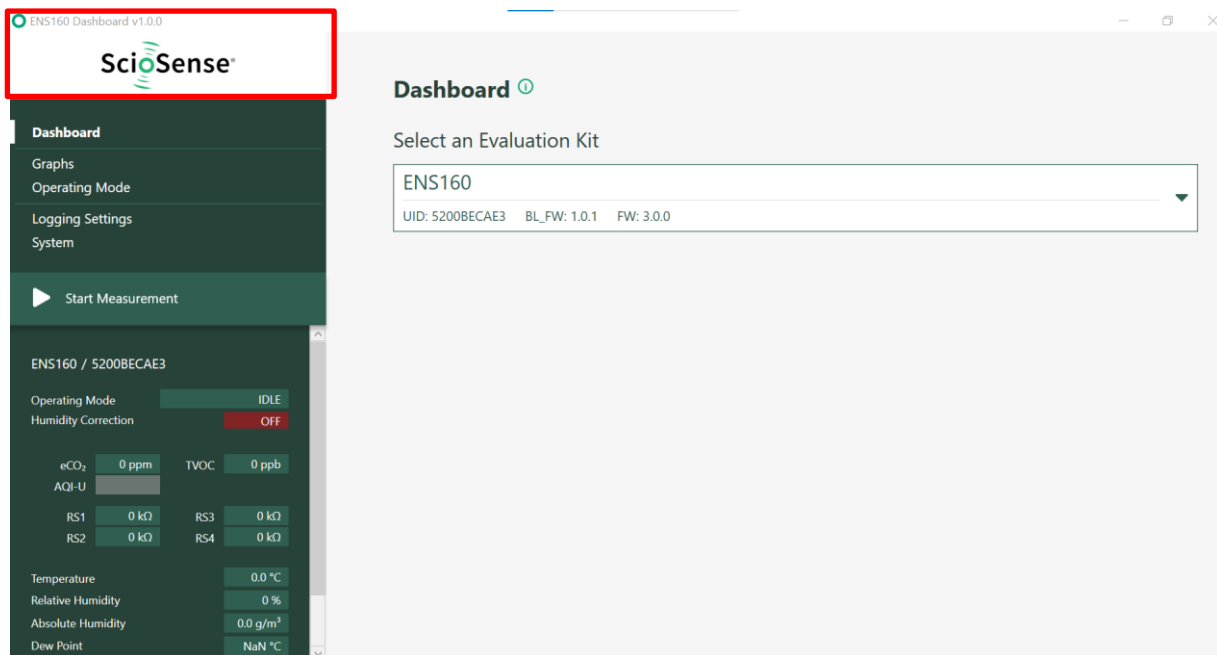 ENS160 Dashboard v1.0.0
ScioSense
Dashboard
Graphs
Operating Mode
Logging Settings
System
Start Measurement
ENS160 / 5200BECAE3
Operating Mode IDLE
Humidity Correction OFF
eCO₂ 0 ppm TVOC 0 ppb
AQI-U
RS1 0 kΩ RS3 0 kΩ
RS2 0 kΩ RS4 0 kΩ
Temperature 0.0 °C
Relative Humidity 0 %
Absolute Humidity 0.0 g/m³
Dew Point NaN °C
Dashboard
Select an Evaluation Kit
ENS160
UID: 5200BECAE3 BL_FW: 1.0.1 FW: 3.0.0